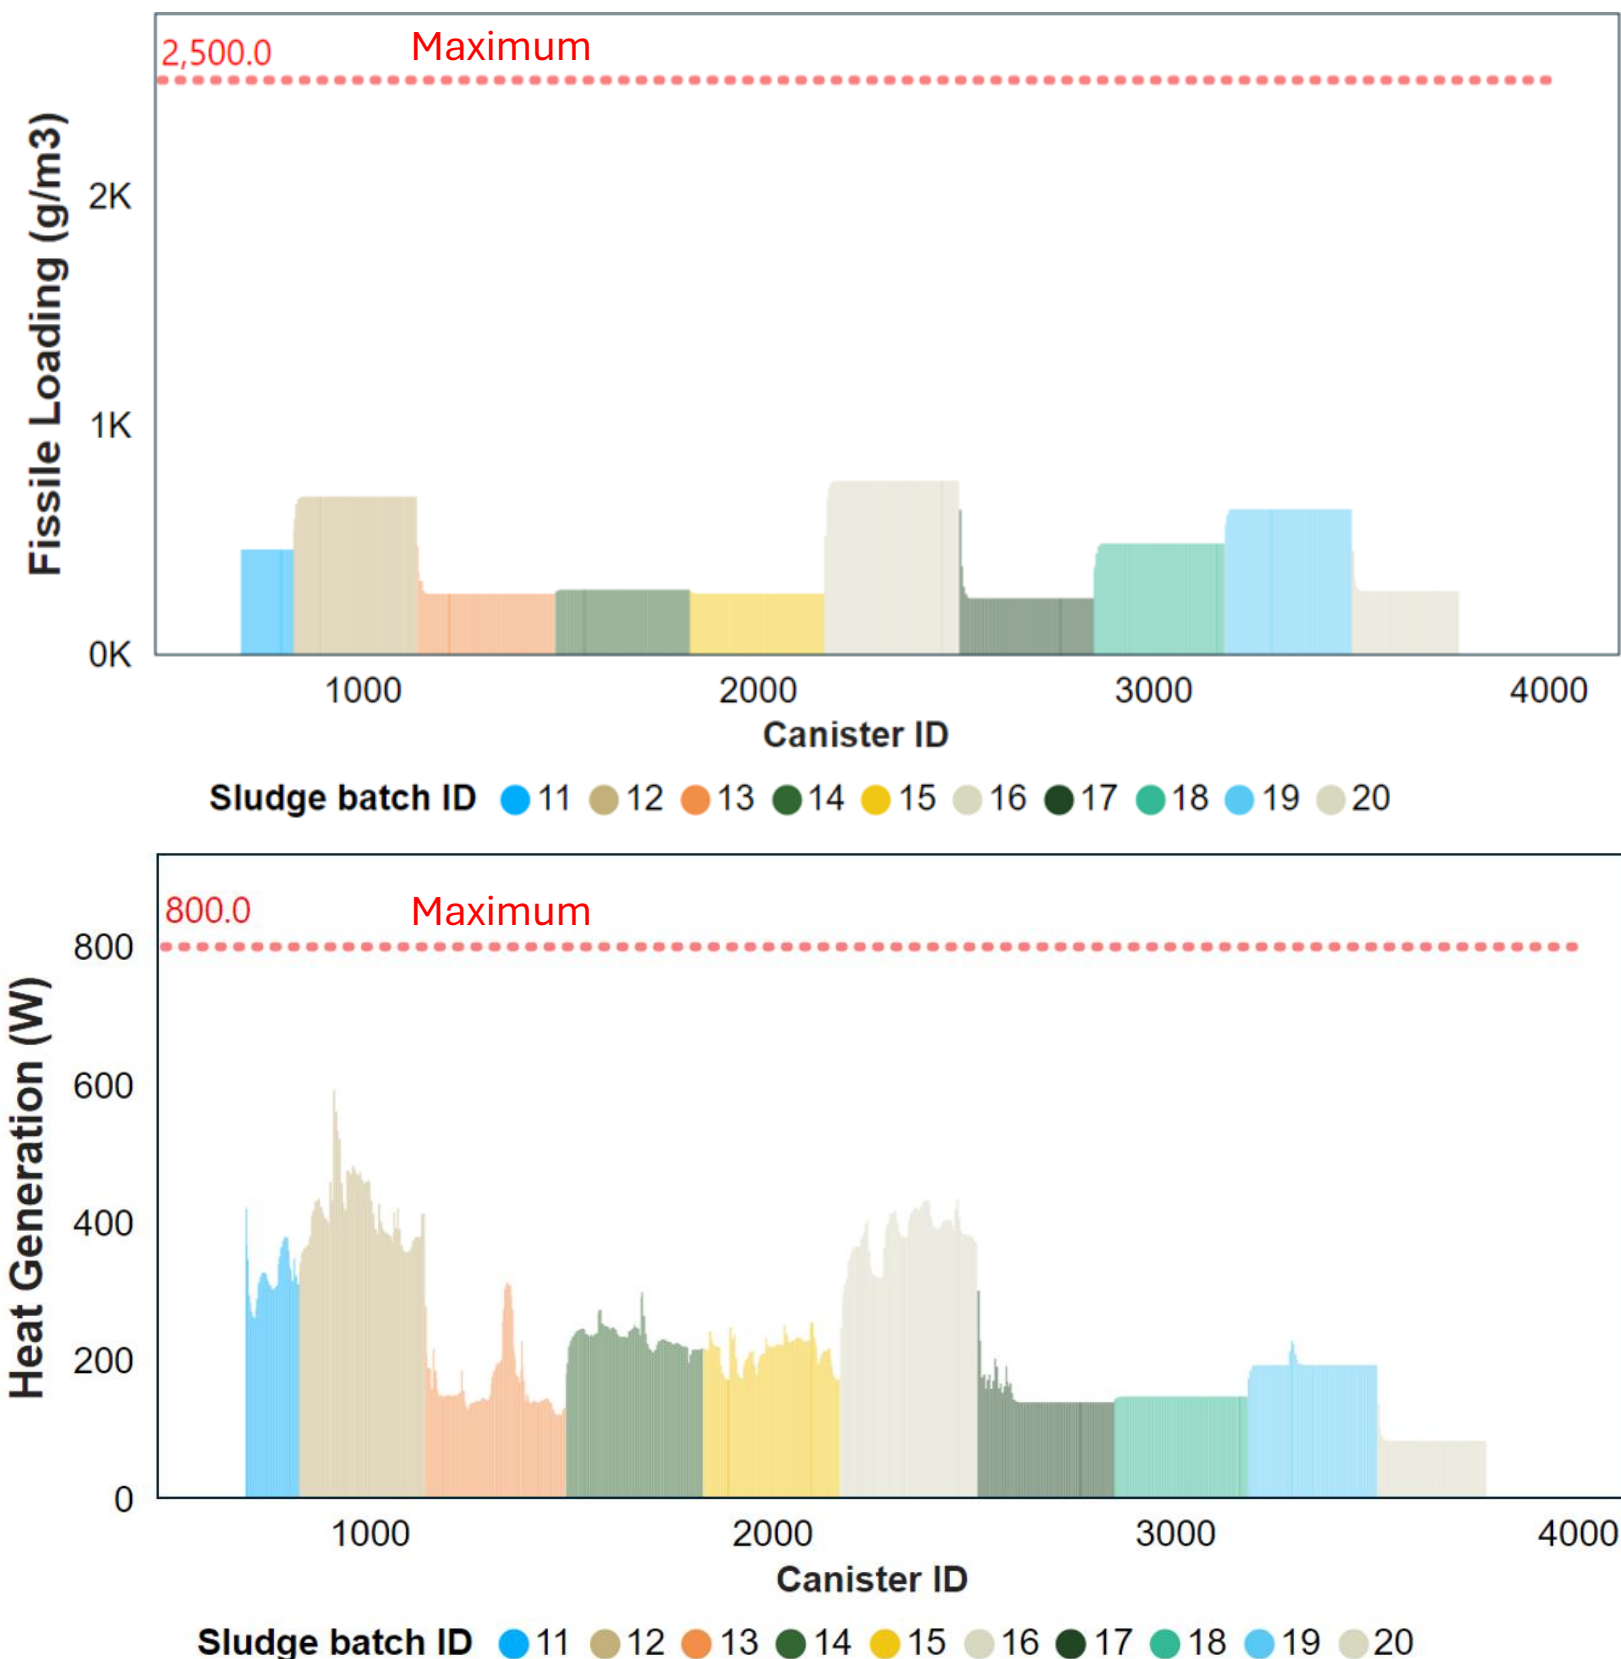 2,500.0 Maximum
Fissile Loading (g/m3)
2K
1K
0K
1000 2000 3000 4000
Canister ID
Sludge batch ID 11 12 13 14 15 16 17 18 19 20
800.0 Maximum
Heat Generation (W)
800
600
400
200
0
1000 2000 3000 4000
Canister ID
Sludge batch ID 11 12 13 14 15 16 17 18 19 20